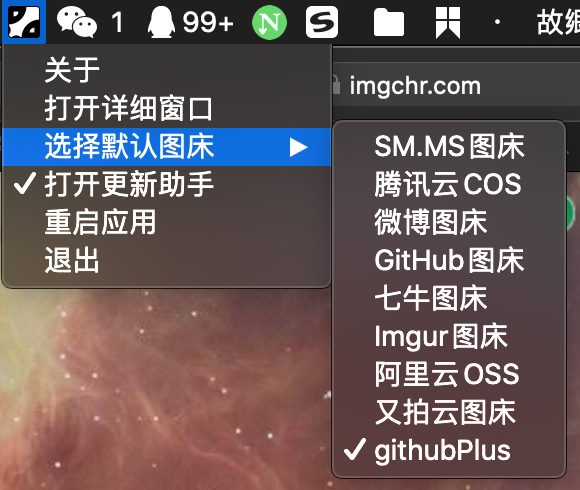 1 99+ N S · 故鄉
imgchr.com
关于
打开详细窗口
选择默认图床
打开更新助手
重启应用
退出
SM.MS图床
腾讯云COS
微博图床
GitHub图床
七牛图床
Imgur图床
阿里云OSS
又拍云图床
githubPlus